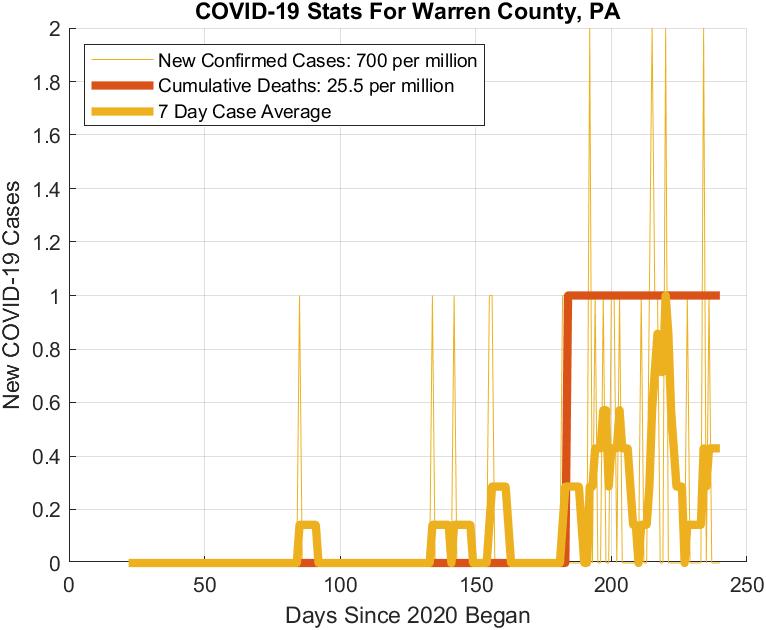 COVID-19 Stats For Warren County, PA
New Confirmed Cases: 700 per million
Cumulative Deaths: 25.5 per million
7 Day Case Average
New COVID-19 Cases
2
1.8
1.6
1.4
1.2
1
0.8
0.6
0.4
0.2
0
0 50 100 150 200 250
Days Since 2020 Began